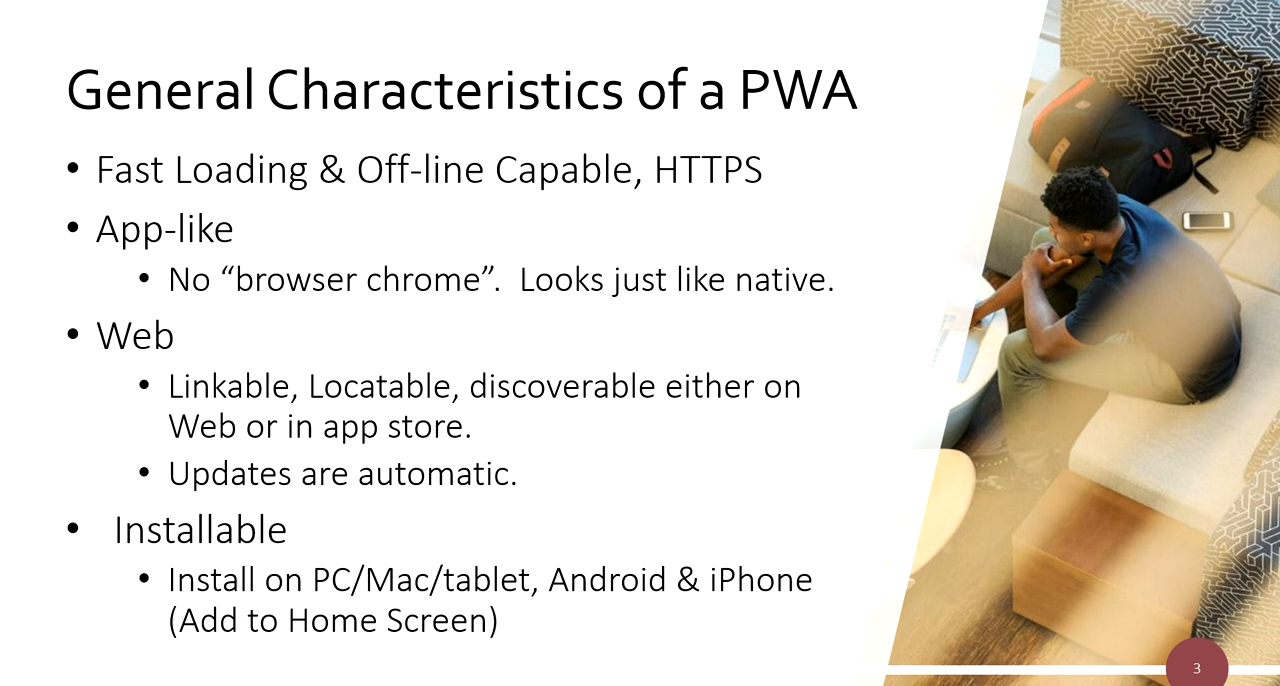 General Characteristics of a PWA
• Fast Loading & Off-line Capable, HTTPS
• App-like
• No “browser chrome”.  Looks just like native.
• Web
• Linkable, Locatable, discoverable either on
Web or in app store.
• Updates are automatic.
• Installable
• Install on PC/Mac/tablet, Android & iPhone
(Add to Home Screen)
3